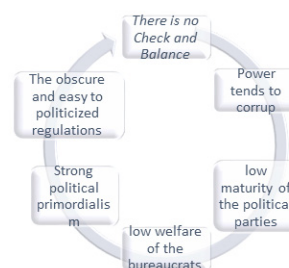 There is no
Check and
Balance
Power
tends to
corrup
low
maturity of
the political
parties
low welfare
of the
bureaucrats
Strong
political
primordialis
m
The obscure
and easy to
politicized
regulations